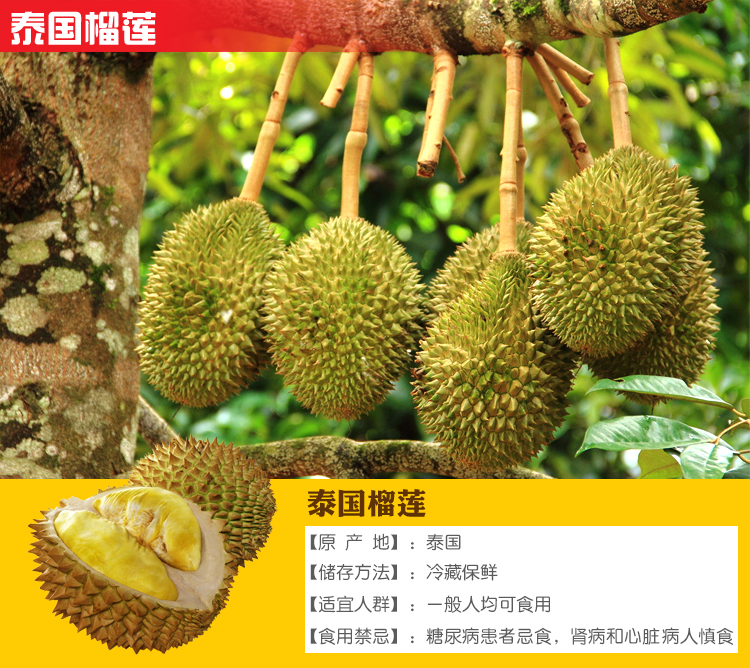 泰国榴莲
泰国榴莲
【原 产 地】：泰国
【储存方法】：冷藏保鲜
【适宜人群】：一般人均可食用
【食用禁忌】：糖尿病患者忌食，肾病和心脏病人慎食